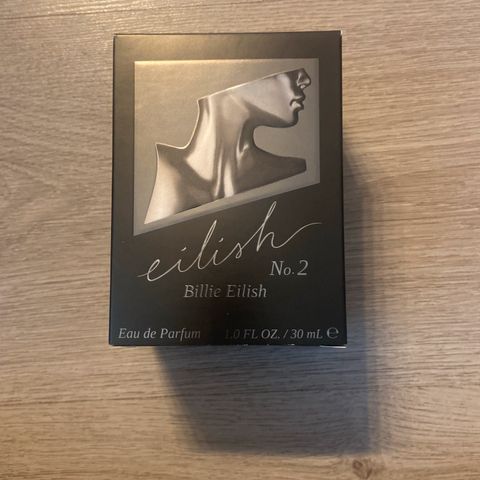 eilish
No. 2
Billie Eilish
Eau de Parfum 1.0 FL OZ. / 30 mL ℮